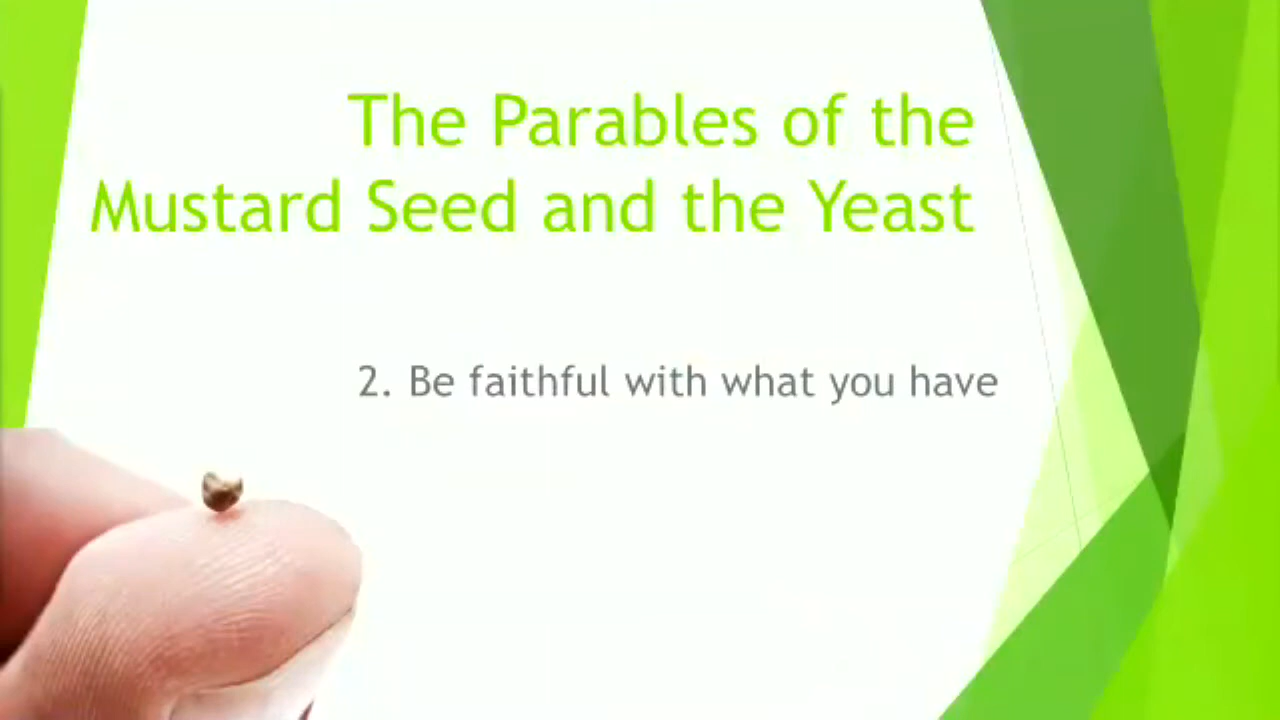 The Parables of the
Mustard Seed and the Yeast
2. Be faithful with what you have